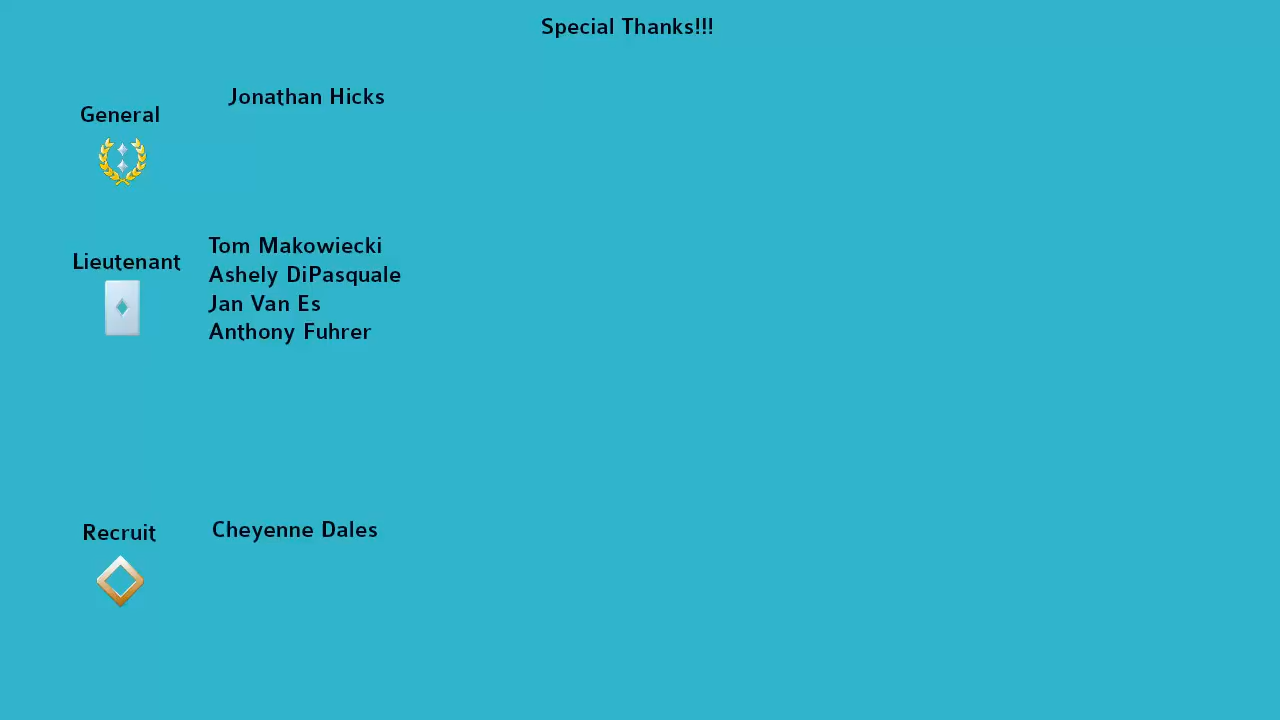 Special Thanks!!!
General
Jonathan Hicks
Lieutenant
Tom Makowiecki
Ashely DiPasquale
Jan Van Es
Anthony Fuhrer
Recruit
Cheyenne Dales